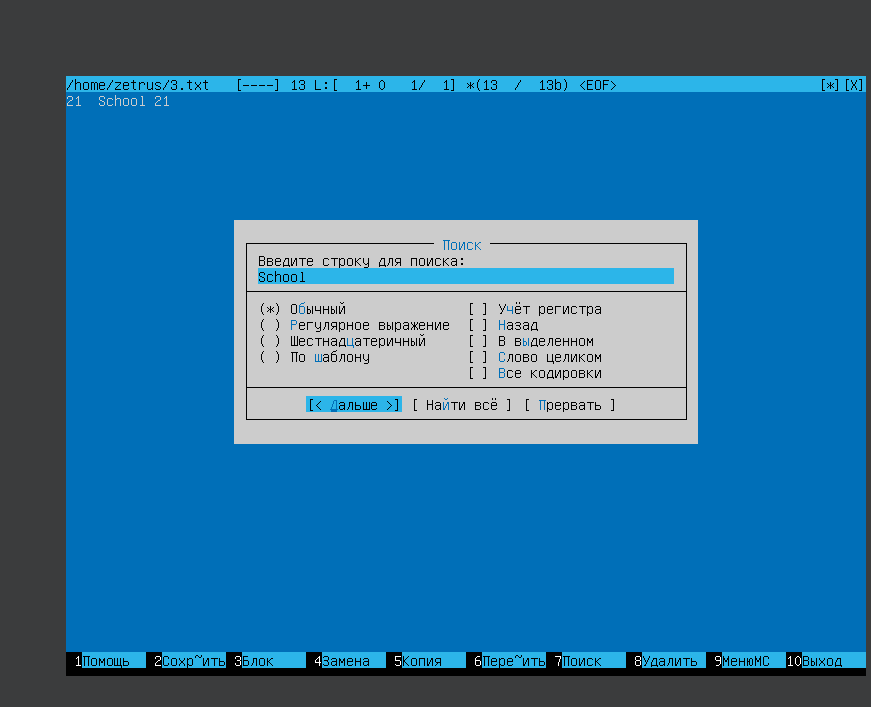 /home/zetrus/3.txt [----] 13 L:[ 1+ 0 1/ 1] *(13 / 13b) <EOF> [*][X]
21 School 21
Поиск
Введите строку для поиска:
School
(*) Обычный [ ] Учёт регистра
( ) Регулярное выражение [ ] Назад
( ) Шестнадцатеричный [ ] В выделенном
( ) По шаблону [ ] Слово целиком
[ ] Все кодировки
[< Дальше >] [ Найти всё ] [ Прервать ]
1Помощь 2Сохр~ить 3Блок 4Замена 5Копия 6Пере~ить 7Поиск 8Удалить 9МенюMC 10Выход